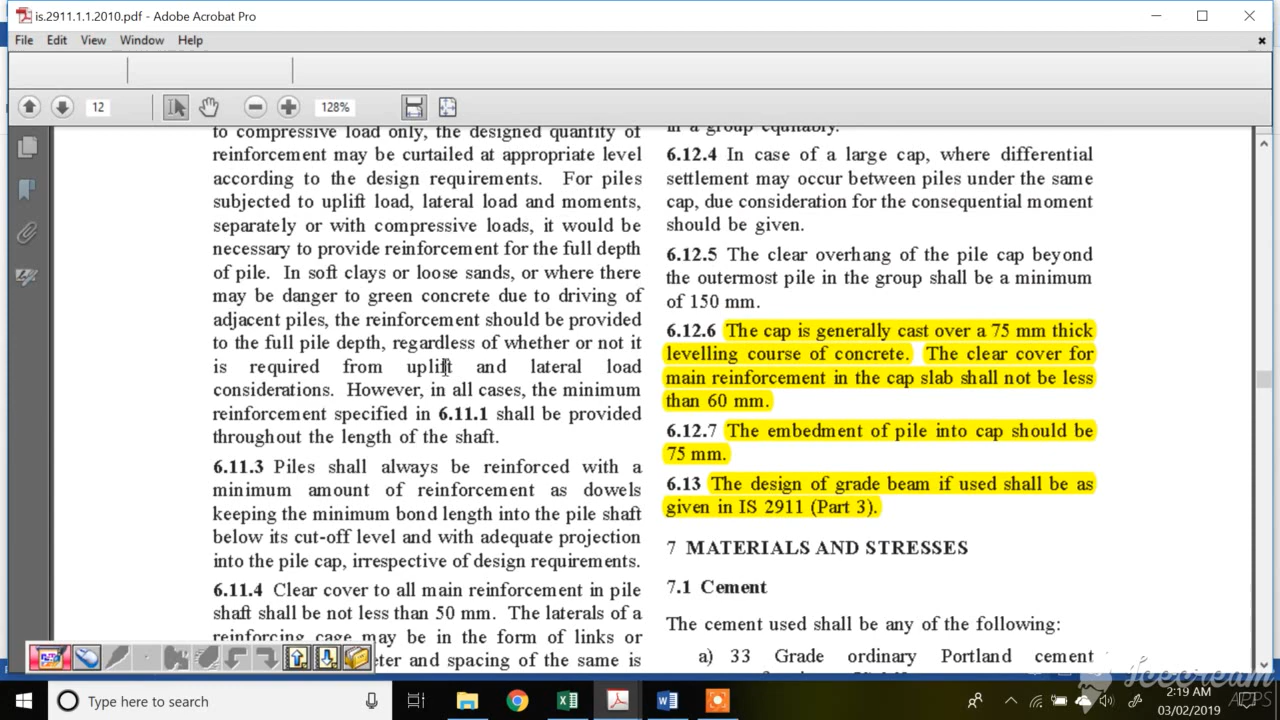 is.2911.1.1.2010.pdf - Adobe Acrobat Pro
File Edit View Window Help
12
128%
to compressive load only, the designed quantity of
reinforcement may be curtailed at appropriate level
according to the design requirements. For piles
subjected to uplift load, lateral load and moments,
separately or with compressive loads, it would be
necessary to provide reinforcement for the full depth
of pile. In soft clays or loose sands, or where there
may be danger to green concrete due to driving of
adjacent piles, the reinforcement should be provided
to the full pile depth, regardless of whether or not it
is required from uplift and lateral load
considerations. However, in all cases, the minimum
reinforcement specified in 6.11.1 shall be provided
throughout the length of the shaft.
6.11.3 Piles shall always be reinforced with a
minimum amount of reinforcement as dowels
keeping the minimum bond length into the pile shaft
below its cut-off level and with adequate projection
into the pile cap, irrespective of design requirements.
6.11.4 Clear cover to all main reinforcement in pile
shaft shall be not less than 50 mm. The laterals of a
reinforcing cage may be in the form of links or
and spacing of the same is
in a group equitably.
6.12.4 In case of a large cap, where differential
settlement may occur between piles under the same
cap, due consideration for the consequential moment
should be given.
6.12.5 The clear overhang of the pile cap beyond
the outermost pile in the group shall be a minimum
of 150 mm.
6.12.6 The cap is generally cast over a 75 mm thick
levelling course of concrete. The clear cover for
main reinforcement in the cap slab shall not be less
than 60 mm.
6.12.7 The embedment of pile into cap should be
75 mm.
6.13 The design of grade beam if used shall be as
given in IS 2911 (Part 3).
7 MATERIALS AND STRESSES
7.1 Cement
The cement used shall be any of the following:
a) 33 Grade ordinary Portland cement
Icecream
APPS
Type here to search
2:19 AM
03/02/2019